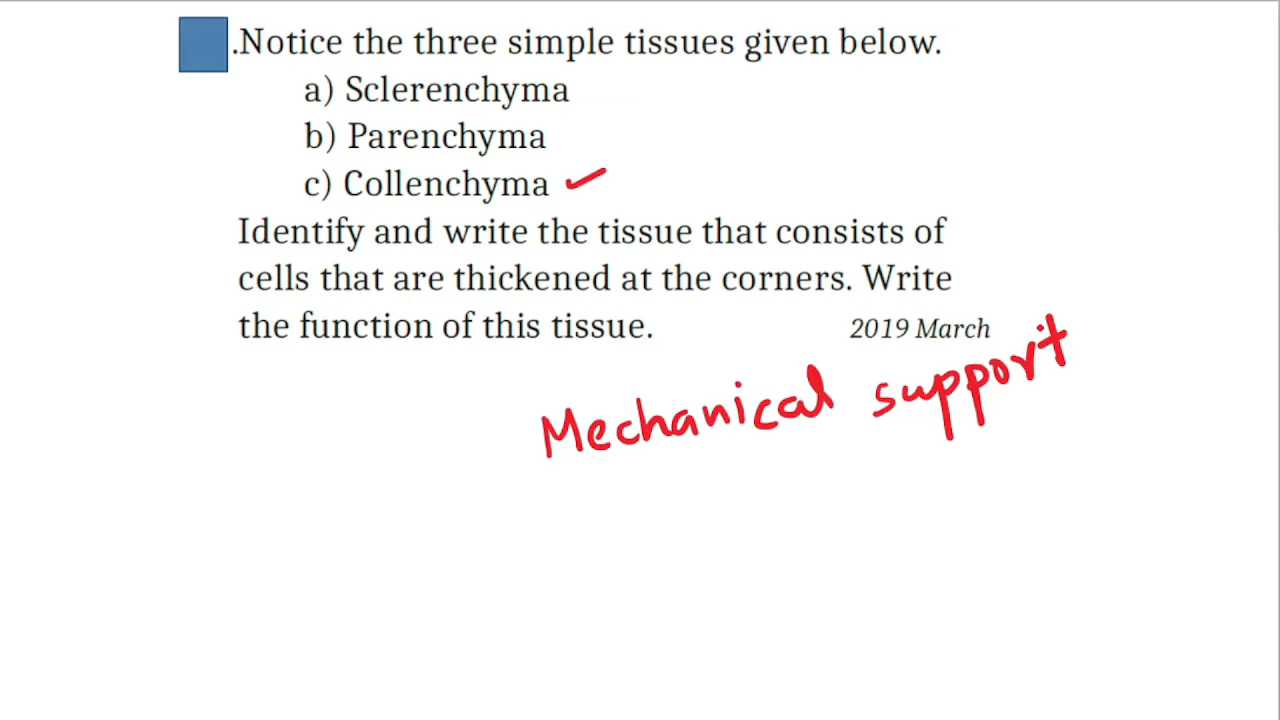 .Notice the three simple tissues given below.
a) Sclerenchyma
b) Parenchyma
c) Collenchyma
Identify and write the tissue that consists of
cells that are thickened at the corners. Write
the function of this tissue. 2019 March
Mechanical support